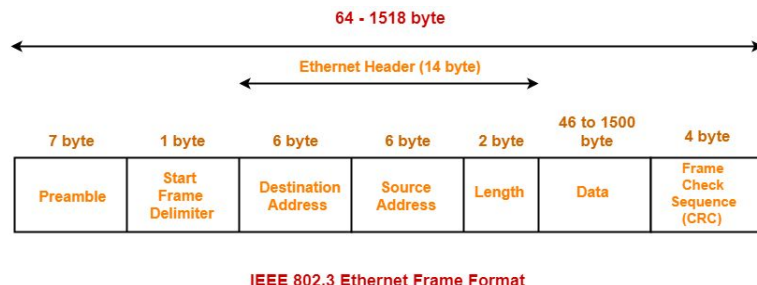 64 - 1518 byte
Ethernet Header (14 byte)
7 byte
1 byte
6 byte
6 byte
2 byte
46 to 1500
byte
4 byte
Preamble
Start
Frame
Delimiter
Destination
Address
Source
Address
Length
Data
Frame
Check
Sequence
(CRC)
IEEE 802.3 Ethernet Frame Format